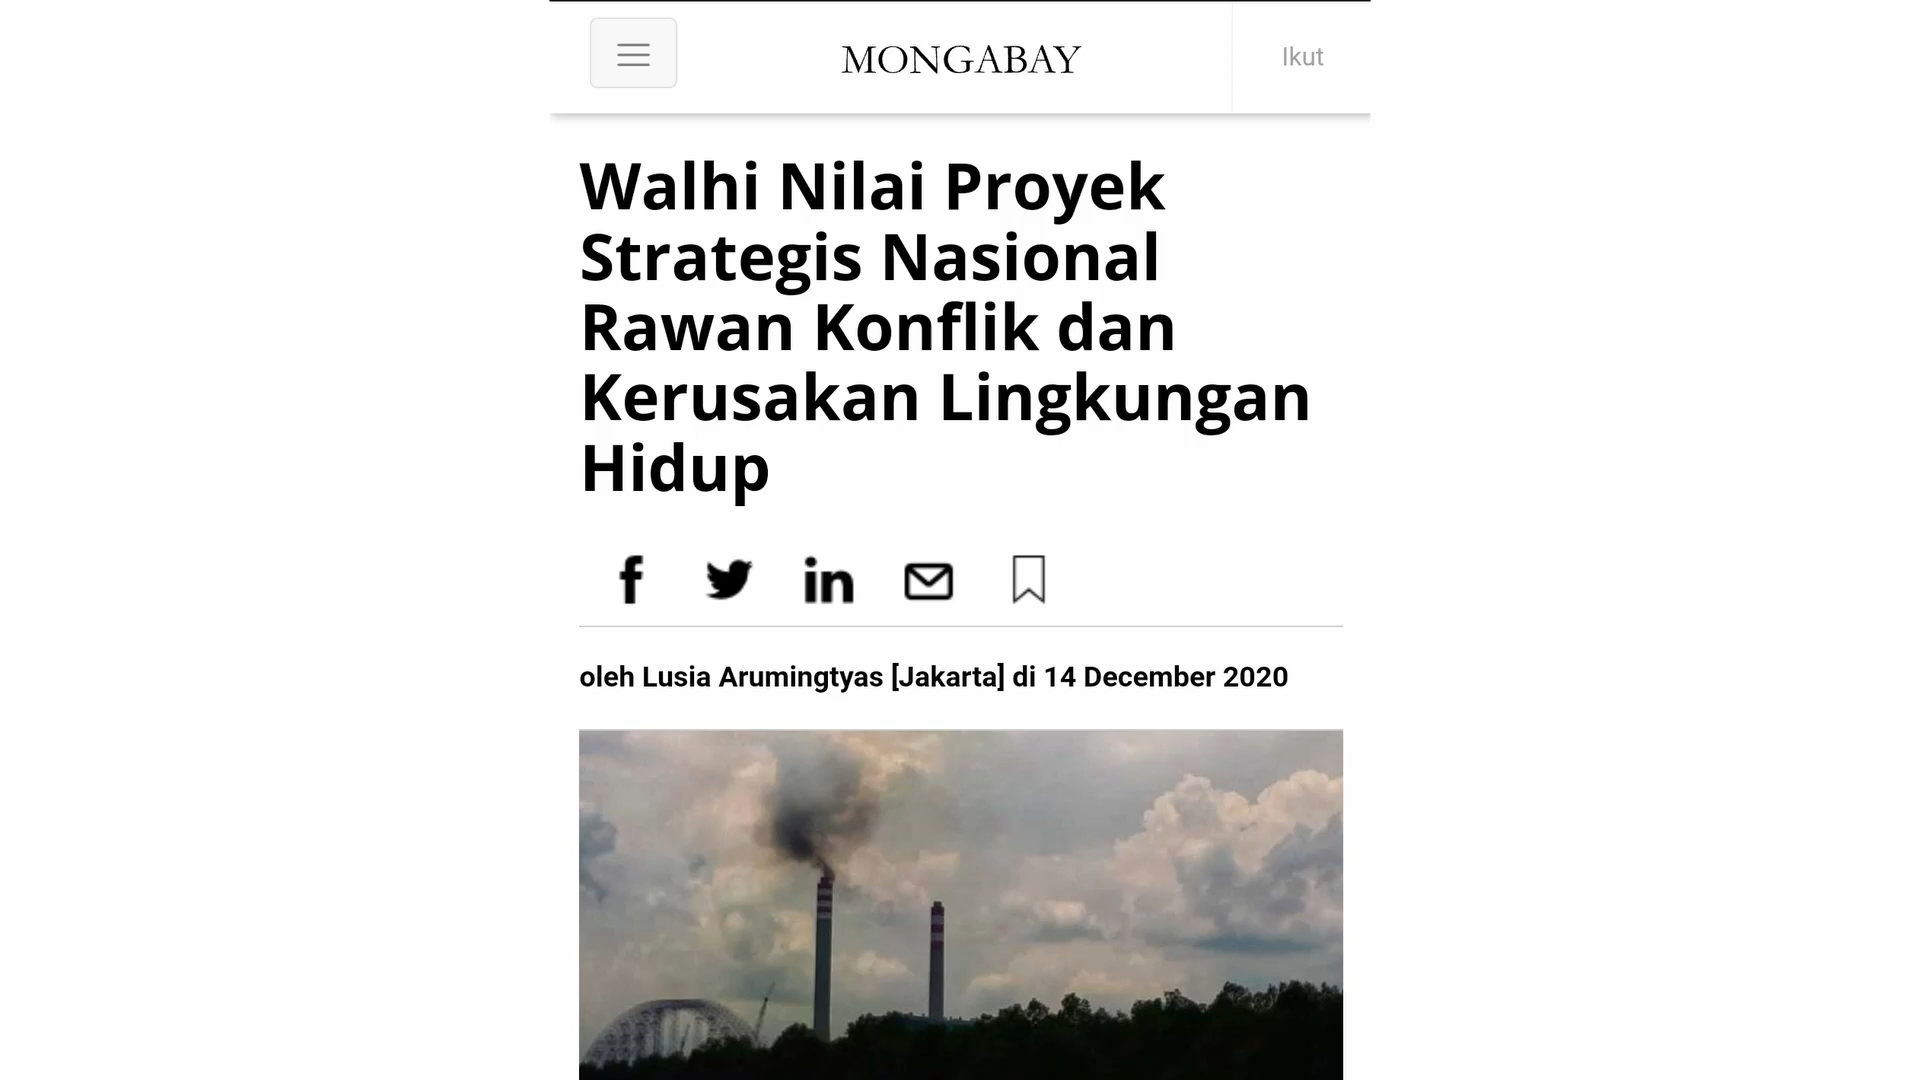 MONGABAY
Ikut
Walhi Nilai Proyek
Strategis Nasional
Rawan Konflik dan
Kerusakan Lingkungan
Hidup
oleh Lusia Arumingtyas [Jakarta] di 14 December 2020